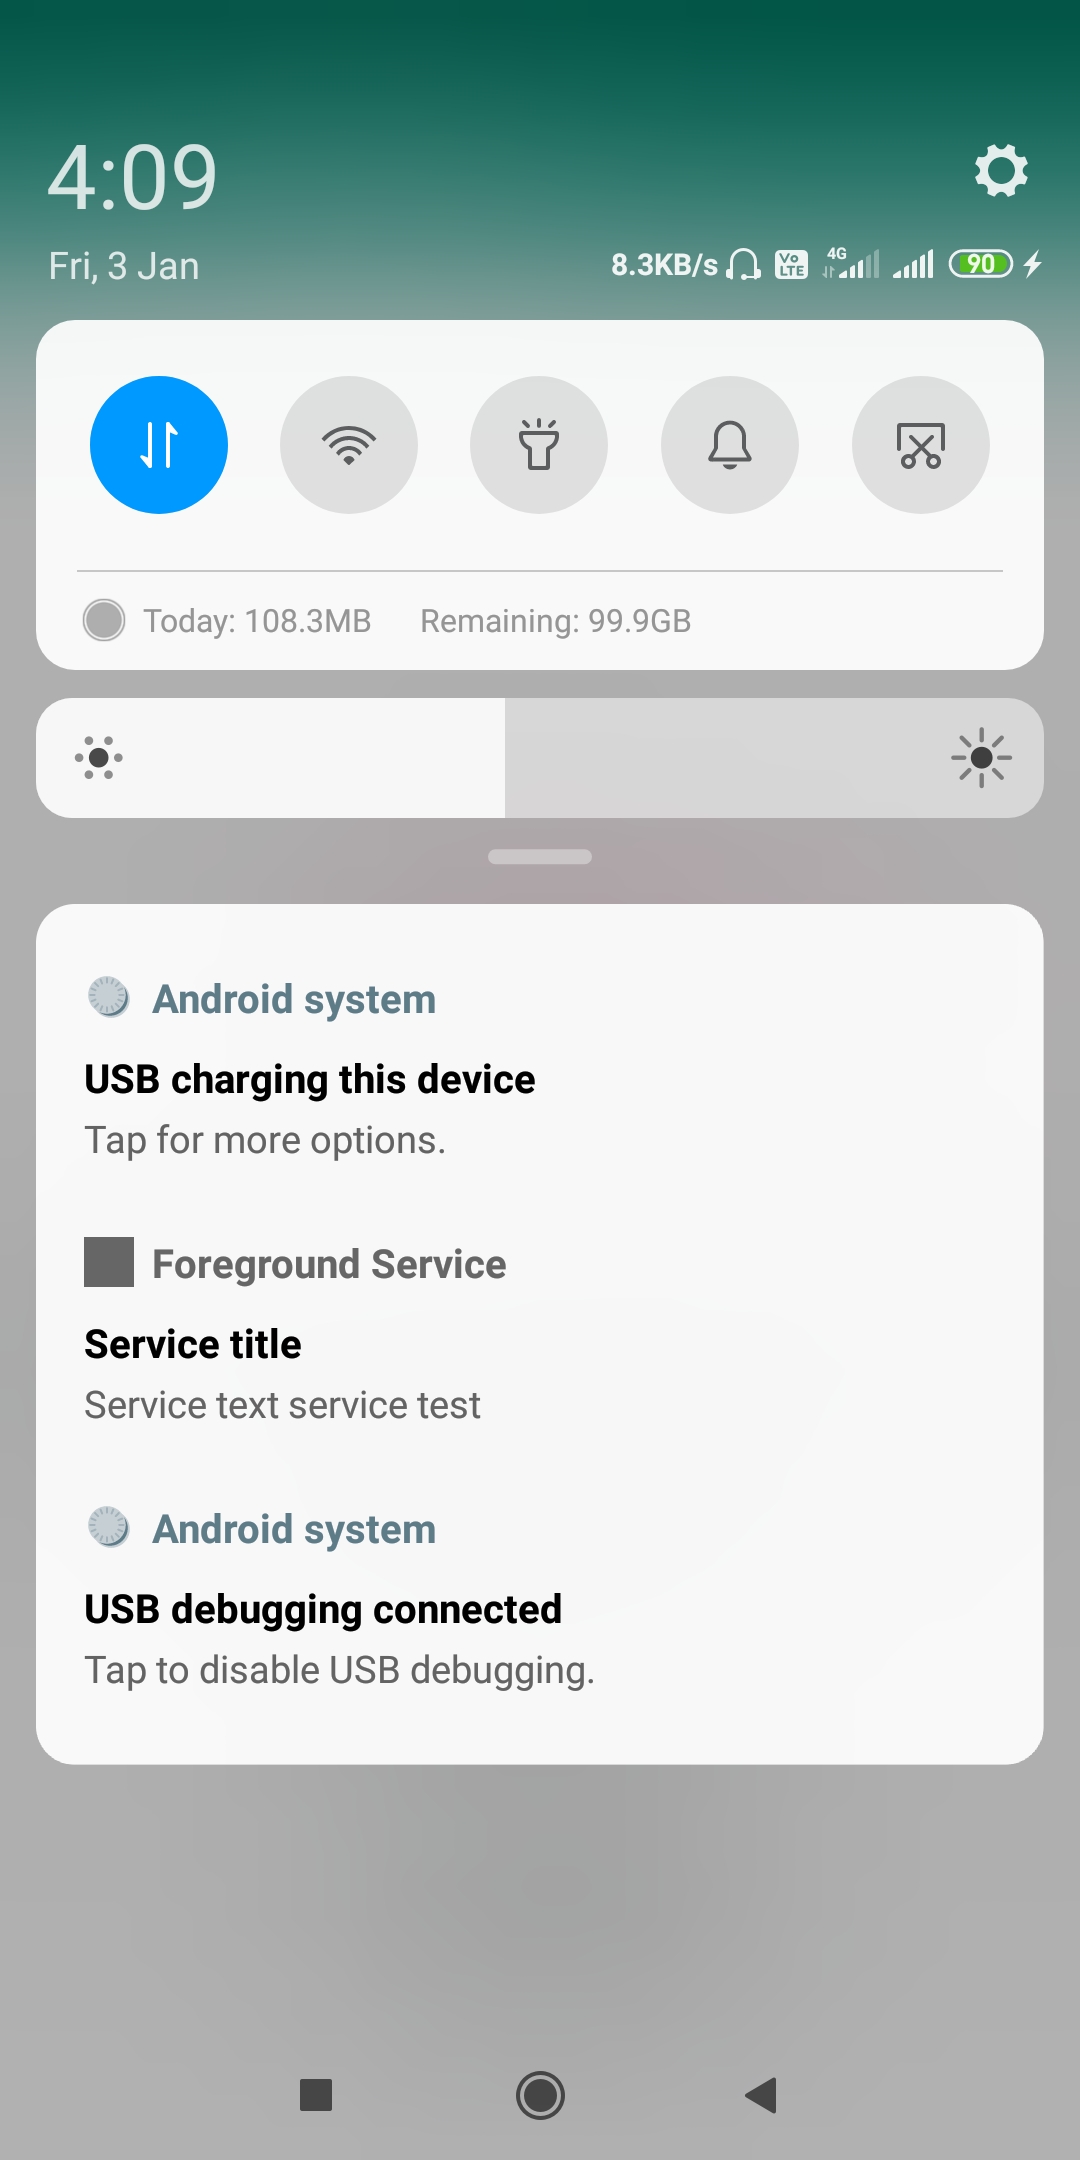 4:09
Fri, 3 Jan
8.3KB/s Vo LTE 4G 90
Today: 108.3MB Remaining: 99.9GB
Android system
USB charging this device
Tap for more options.
Foreground Service
Service title
Service text service test
Android system
USB debugging connected
Tap to disable USB debugging.